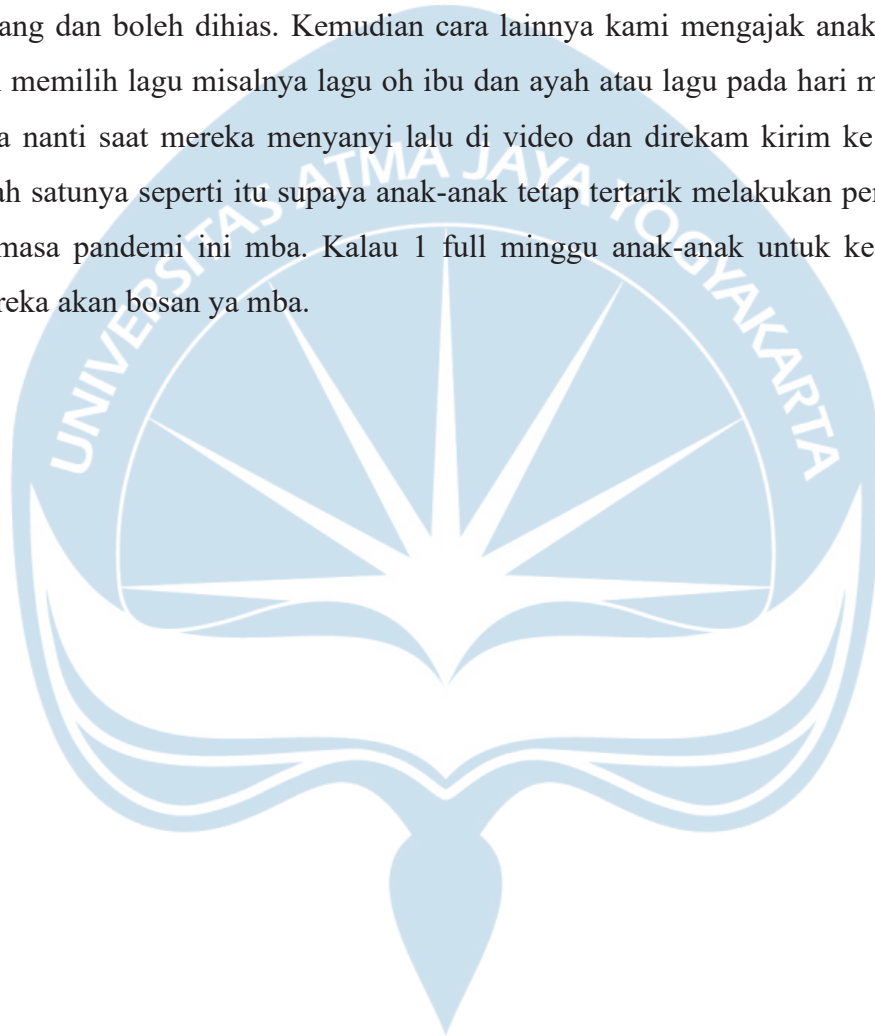 ang dan boleh dihias. Kemudian cara lainnya kami mengajak anak
memilih lagu misalnya lagu oh ibu dan ayah atau lagu pada hari m
a nanti saat mereka menyanyi lalu di video dan direkam kirim ke
ah satunya seperti itu supaya anak-anak tetap tertarik melakukan per
masa pandemi ini mba. Kalau 1 full minggu anak-anak untuk ke
reka akan bosan ya mba.
UNIVERSITAS ATMA JAYA YOGYAKARTA